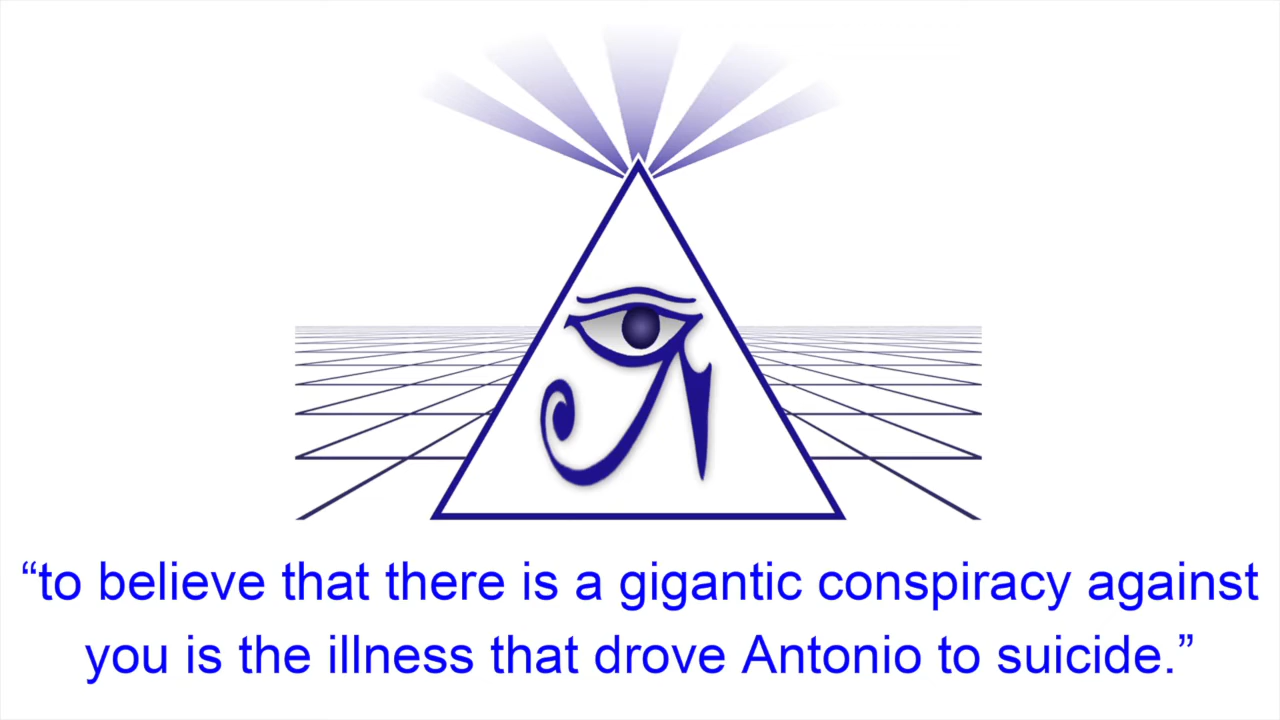 “to believe that there is a gigantic conspiracy against
you is the illness that drove Antonio to suicide.”